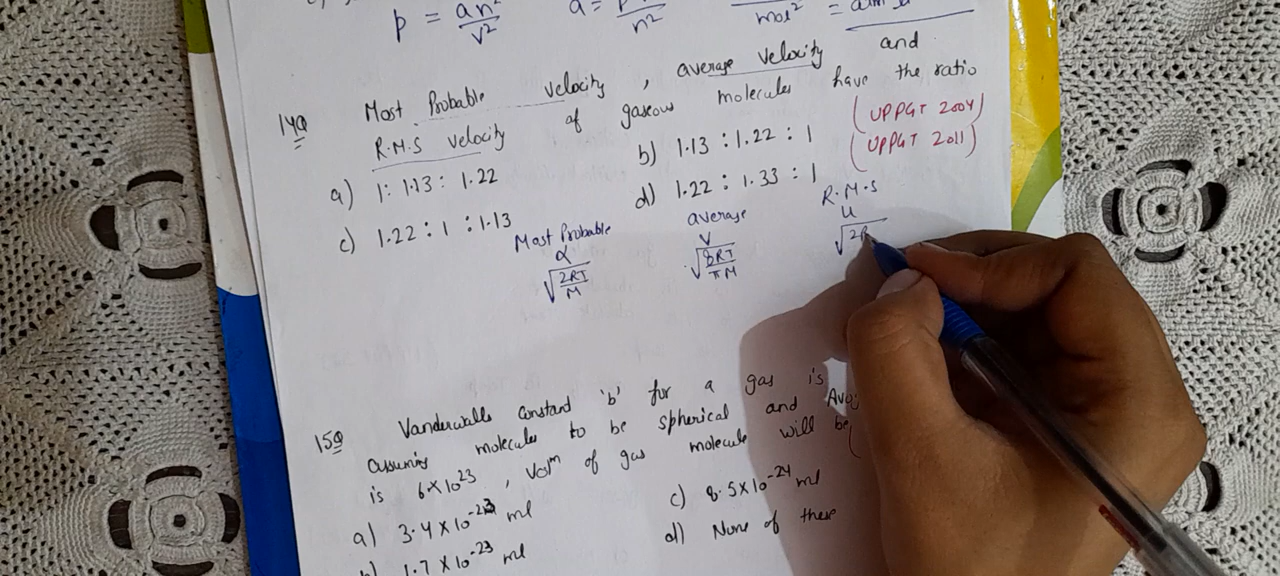 p = an²/v² a = n² mol² = atm
14Q Most Probable velocity, average velocity and
R.M.S velocity of gaseous molecules have the ratio
(UPPGT 2004)
(UPPGT 2011)
a) 1 : 1.13 : 1.22 b) 1.13 : 1.22 : 1
c) 1.22 : 1 : 1.13 d) 1.22 : 1.33 : 1
Most Probable average R.M.S
α V u
√2RT/M √8RT/πM √2
15Q Vanderwalls constant 'b' for a gas is
assuming molecules to be spherical and Avo
is 6×10²³, Volm of gas molecule will be
a) 3.4×10⁻²³ ml c) 8.5×10⁻²⁴ ml
b) 1.7×10⁻²³ ml d) None of these